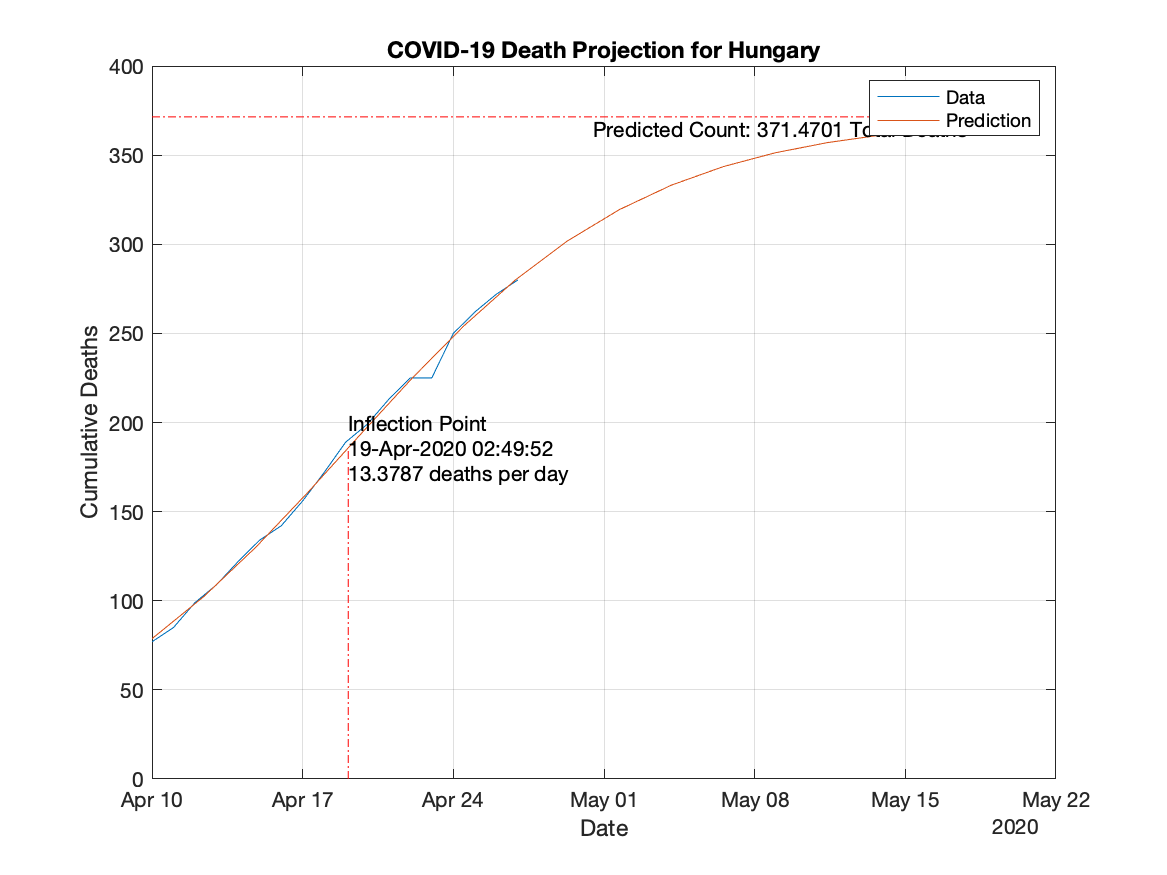 COVID-19 Death Projection for Hungary
400
350
300
250
200
150
100
50
0
Cumulative Deaths
Data
Prediction
Predicted Count: 371.4701 Total Deaths
Inflection Point
19-Apr-2020 02:49:52
13.3787 deaths per day
Apr 10
Apr 17
Apr 24
May 01
May 08
May 15
May 22
Date
2020